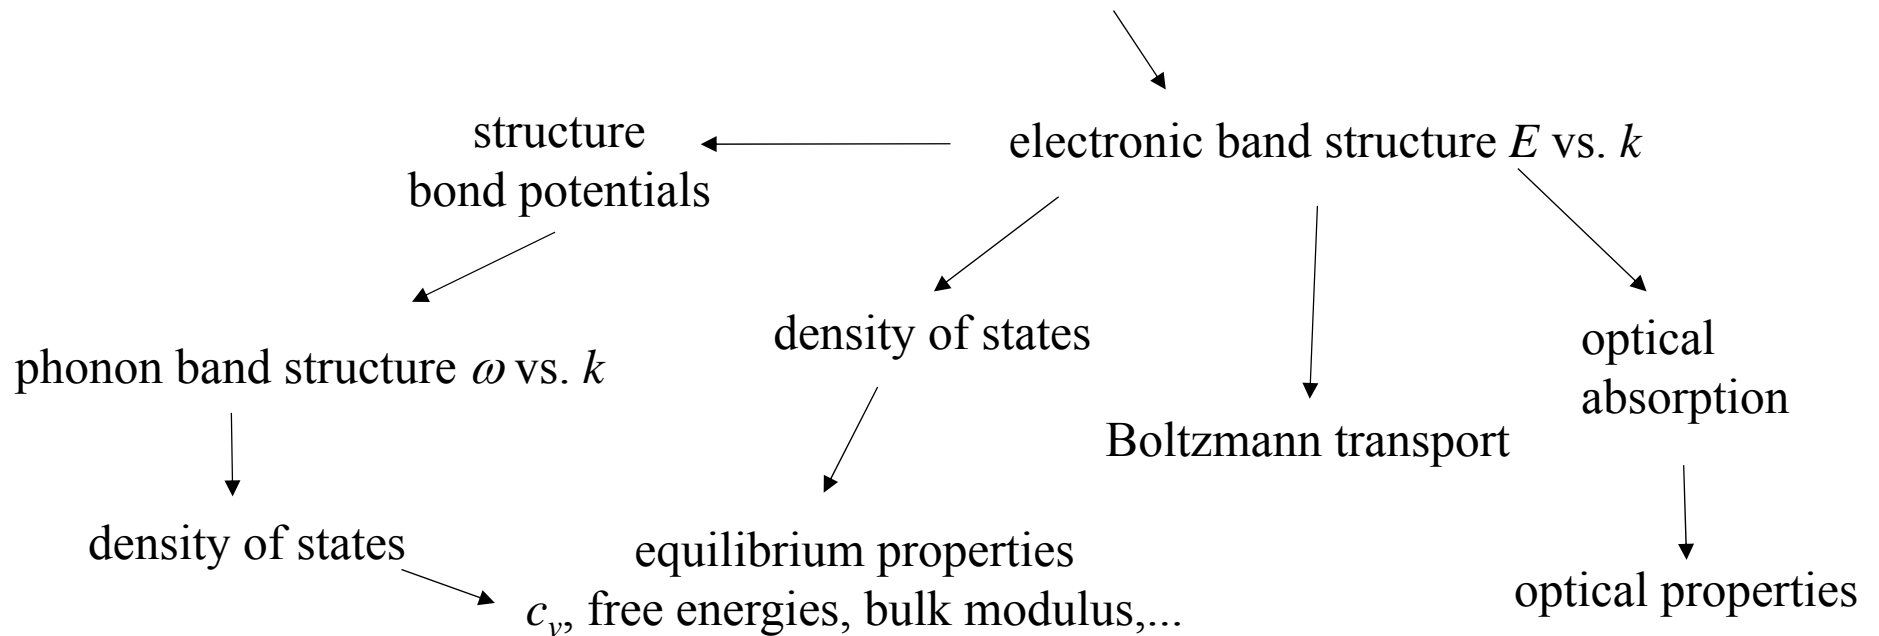 structure
bond potentials
electronic band structure E vs. k
density of states
optical
absorption
phonon band structure ω vs. k
Boltzmann transport
density of states
equilibrium properties
c_v, free energies, bulk modulus,...
optical properties